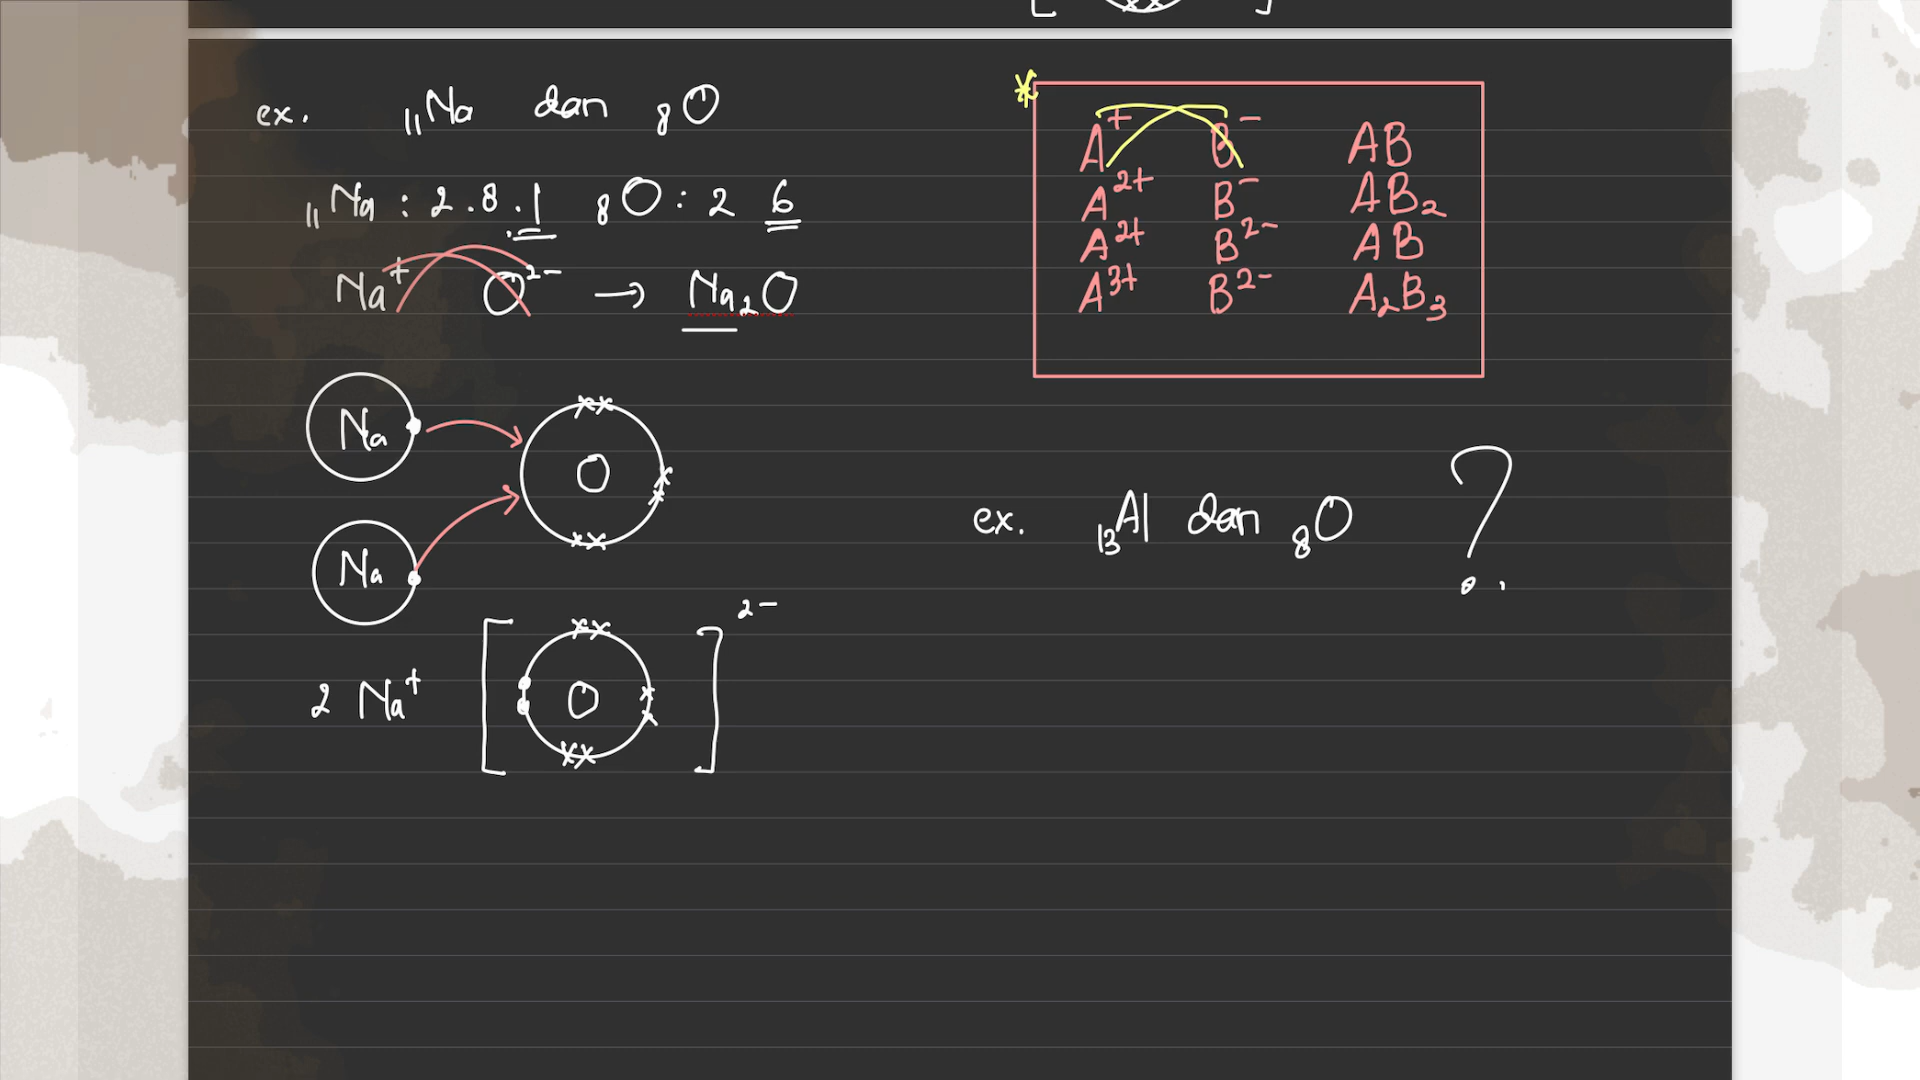 ex. ₁₁Na dan ₈O
₁₁Na : 2.8.1 ₈O : 2 6
Na⁺ O²⁻ → Na₂O
Na
O
Na
2 Na⁺ [ O ]²⁻
*
A⁺ B⁻ AB
A²⁺ B⁻ AB₂
A²⁺ B²⁻ AB
A³⁺ B²⁻ A₂B₃
ex. ₁₃Al dan ₈O ?